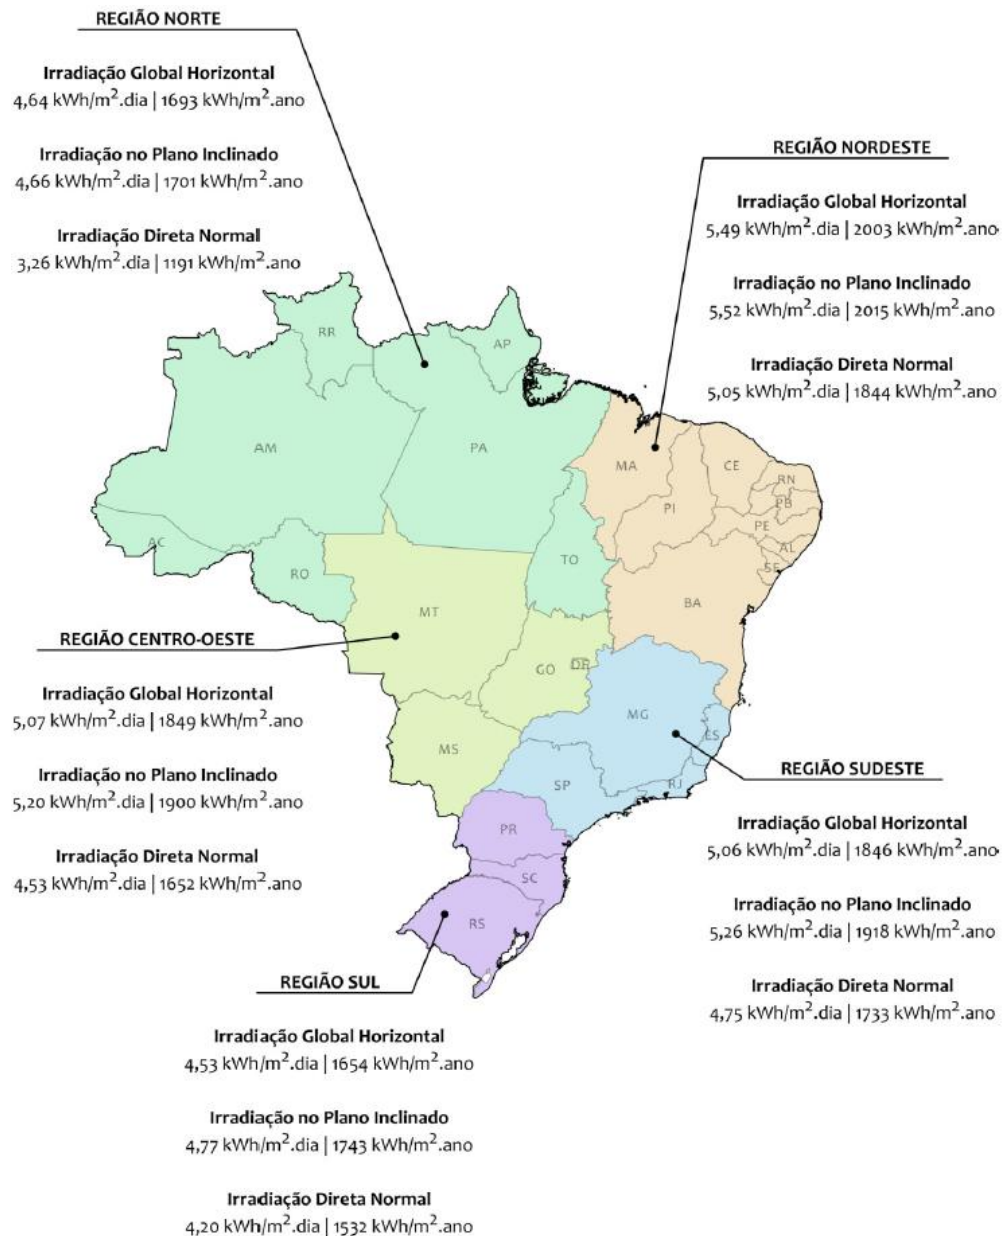 REGIÃO NORTE
Irradiação Global Horizontal
4,64 kWh/m².dia | 1693 kWh/m².ano
Irradiação no Plano Inclinado
4,66 kWh/m².dia | 1701 kWh/m².ano
Irradiação Direta Normal
3,26 kWh/m².dia | 1191 kWh/m².ano
REGIÃO NORDESTE
Irradiação Global Horizontal
5,49 kWh/m².dia | 2003 kWh/m².ano
Irradiação no Plano Inclinado
5,52 kWh/m².dia | 2015 kWh/m².ano
Irradiação Direta Normal
5,05 kWh/m².dia | 1844 kWh/m².ano
RR
AP
AM
PA
MA
CE
RN
PB
PI
PE
AL
SE
AC
RO
TO
BA
MT
GO
DF
MG
ES
MS
SP
RJ
PR
SC
RS
REGIÃO CENTRO-OESTE
Irradiação Global Horizontal
5,07 kWh/m².dia | 1849 kWh/m².ano
Irradiação no Plano Inclinado
5,20 kWh/m².dia | 1900 kWh/m².ano
Irradiação Direta Normal
4,53 kWh/m².dia | 1652 kWh/m².ano
REGIÃO SUDESTE
Irradiação Global Horizontal
5,06 kWh/m².dia | 1846 kWh/m².ano
Irradiação no Plano Inclinado
5,26 kWh/m².dia | 1918 kWh/m².ano
Irradiação Direta Normal
4,75 kWh/m².dia | 1733 kWh/m².ano
REGIÃO SUL
Irradiação Global Horizontal
4,53 kWh/m².dia | 1654 kWh/m².ano
Irradiação no Plano Inclinado
4,77 kWh/m².dia | 1743 kWh/m².ano
Irradiação Direta Normal
4,20 kWh/m².dia | 1532 kWh/m².ano